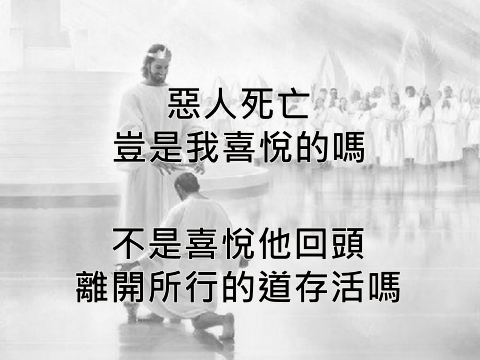 惡人死亡
豈是我喜悅的嗎
不是喜悅他回頭
離開所行的道存活嗎